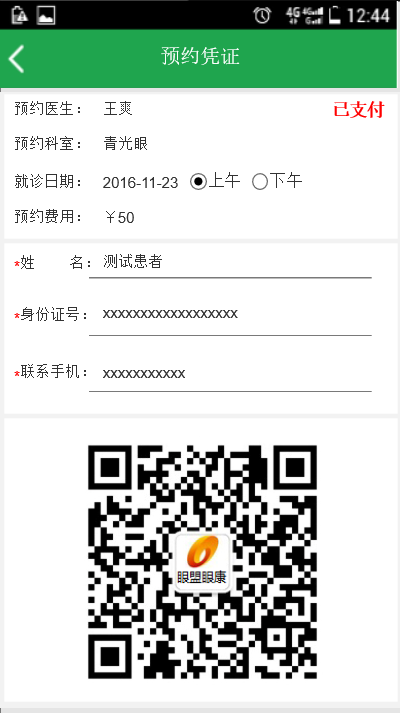 4G 4G G 12:44
预约凭证
预约医生： 王爽 已支付
预约科室： 青光眼
就诊日期： 2016-11-23 上午 下午
预约费用： ￥50
*姓 名： 测试患者
*身份证号： xxxxxxxxxxxxxxxxxx
*联系手机： xxxxxxxxxxx
眼盟眼康